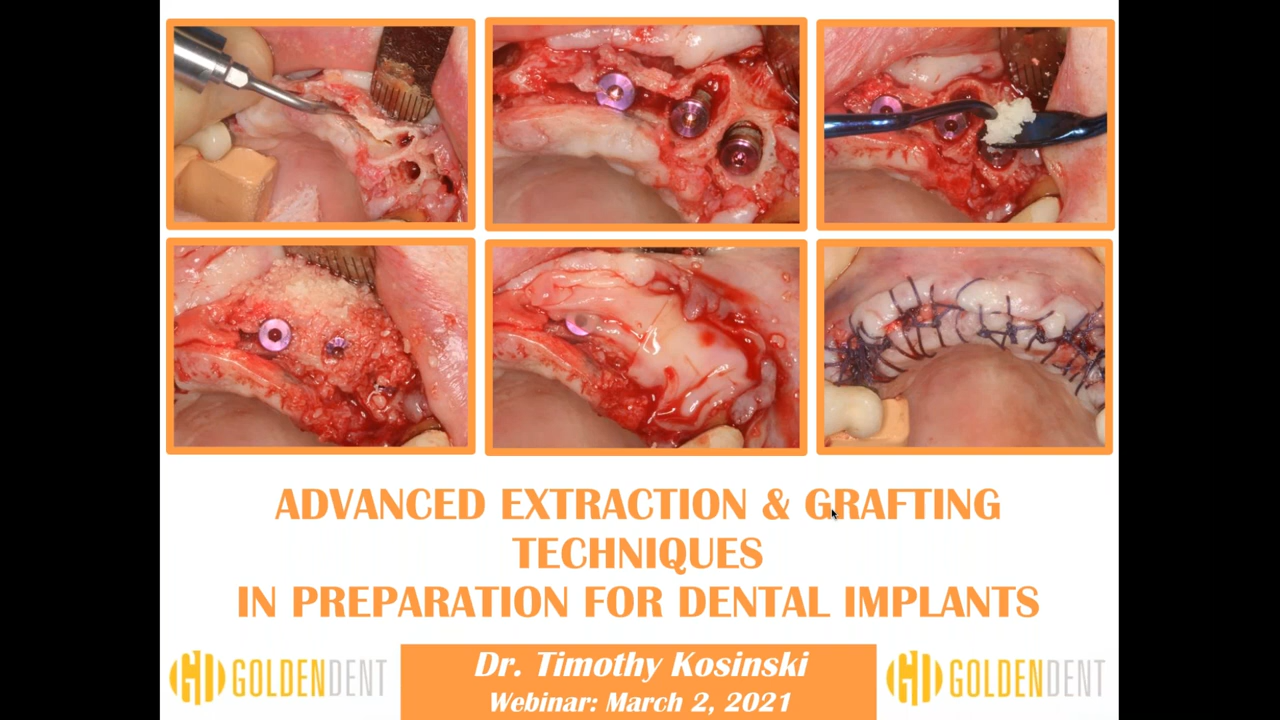 ADVANCED EXTRACTION & GRAFTING
TECHNIQUES
IN PREPARATION FOR DENTAL IMPLANTS
GOLDENDENT
Dr. Timothy Kosinski
Webinar: March 2, 2021
GOLDENDENT